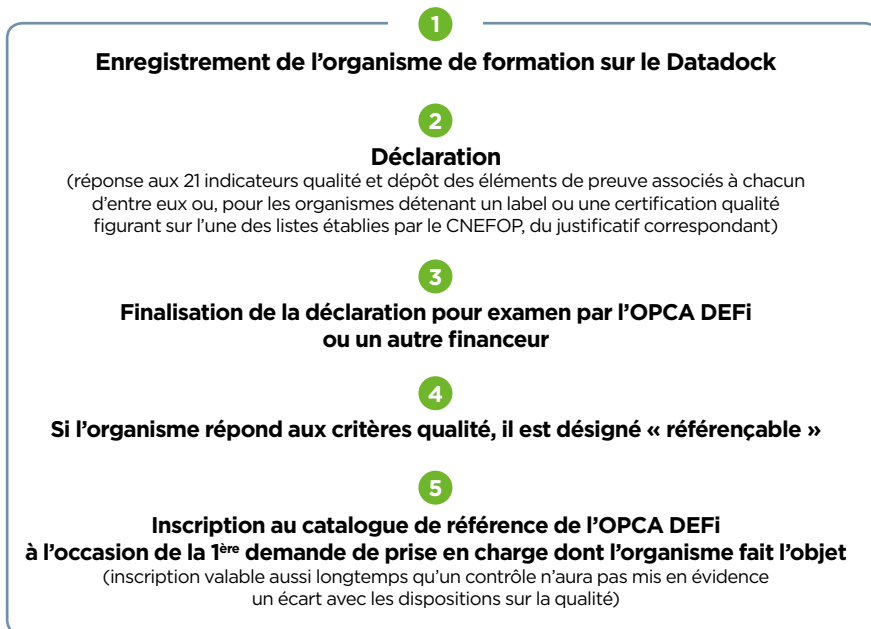 1
Enregistrement de l’organisme de formation sur le Datadock
2
Déclaration
(réponse aux 21 indicateurs qualité et dépôt des éléments de preuve associés à chacun
d’entre eux ou, pour les organismes détenant un label ou une certification qualité
figurant sur l’une des listes établies par le CNEFOP, du justificatif correspondant)
3
Finalisation de la déclaration pour examen par l’OPCA DEFi
ou un autre financeur
4
Si l’organisme répond aux critères qualité, il est désigné « référençable »
5
Inscription au catalogue de référence de l’OPCA DEFi
à l’occasion de la 1ère demande de prise en charge dont l’organisme fait l’objet
(inscription valable aussi longtemps qu’un contrôle n’aura pas mis en évidence
un écart avec les dispositions sur la qualité)